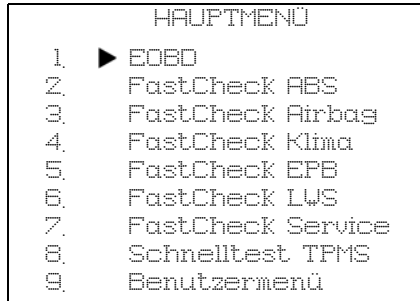 HAUPTMENÜ
1. ▶ EOBD
2. FastCheck ABS
3. FastCheck Airbag
4. FastCheck Klima
5. FastCheck EPB
6. FastCheck LWS
7. FastCheck Service
8. Schnelltest TPMS
9. Benutzermenü